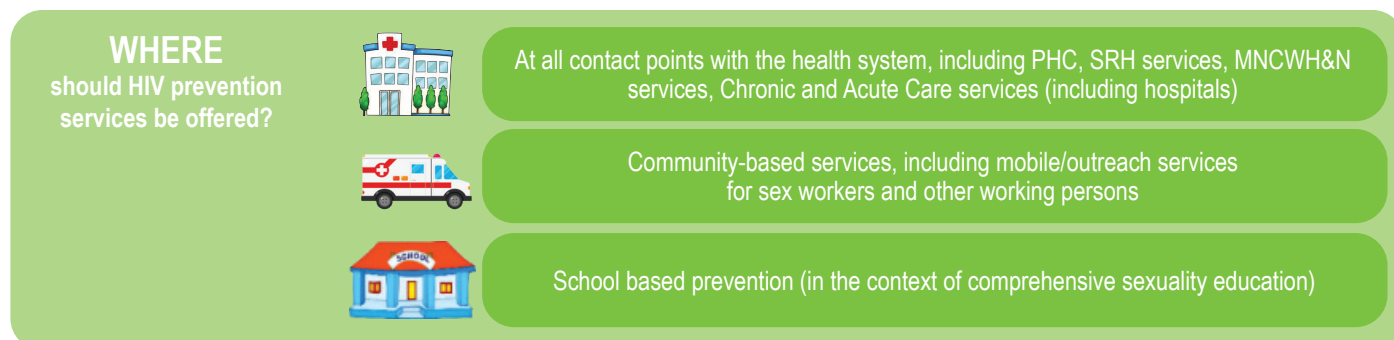 WHERE
should HIV prevention
services be offered?
At all contact points with the health system, including PHC, SRH services, MNCWH&N
services, Chronic and Acute Care services (including hospitals)
Community-based services, including mobile/outreach services
for sex workers and other working persons
SCHOOL
School based prevention (in the context of comprehensive sexuality education)